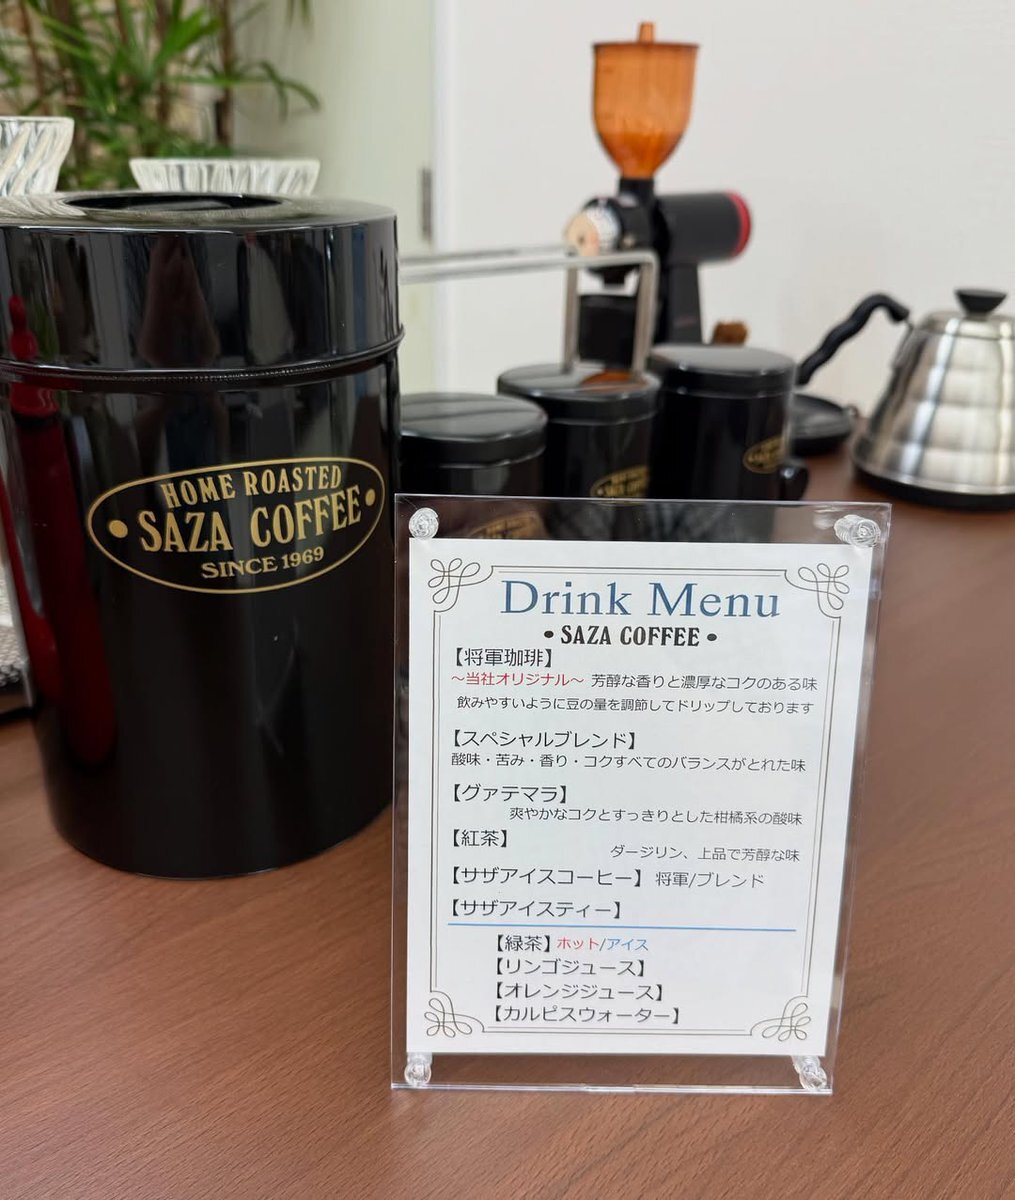 HOME ROASTED
SAZA COFFEE
SINCE 1969
Drink Menu
• SAZA COFFEE •
【将軍珈琲】
～当社オリジナル～ 芳醇な香りと濃厚なコクのある味
飲みやすいように豆の量を調節してドリップしております
【スペシャルブレンド】
酸味・苦み・香り・コクすべてのバランスがとれた味
【グァテマラ】
爽やかなコクとすっきりとした柑橘系の酸味
【紅茶】
ダージリン、上品で芳醇な味
【サザアイスコーヒー】 将軍/ブレンド
【サザアイスティー】
【緑茶】ホット/アイス
【リンゴジュース】
【オレンジジュース】
【カルピスウォーター】